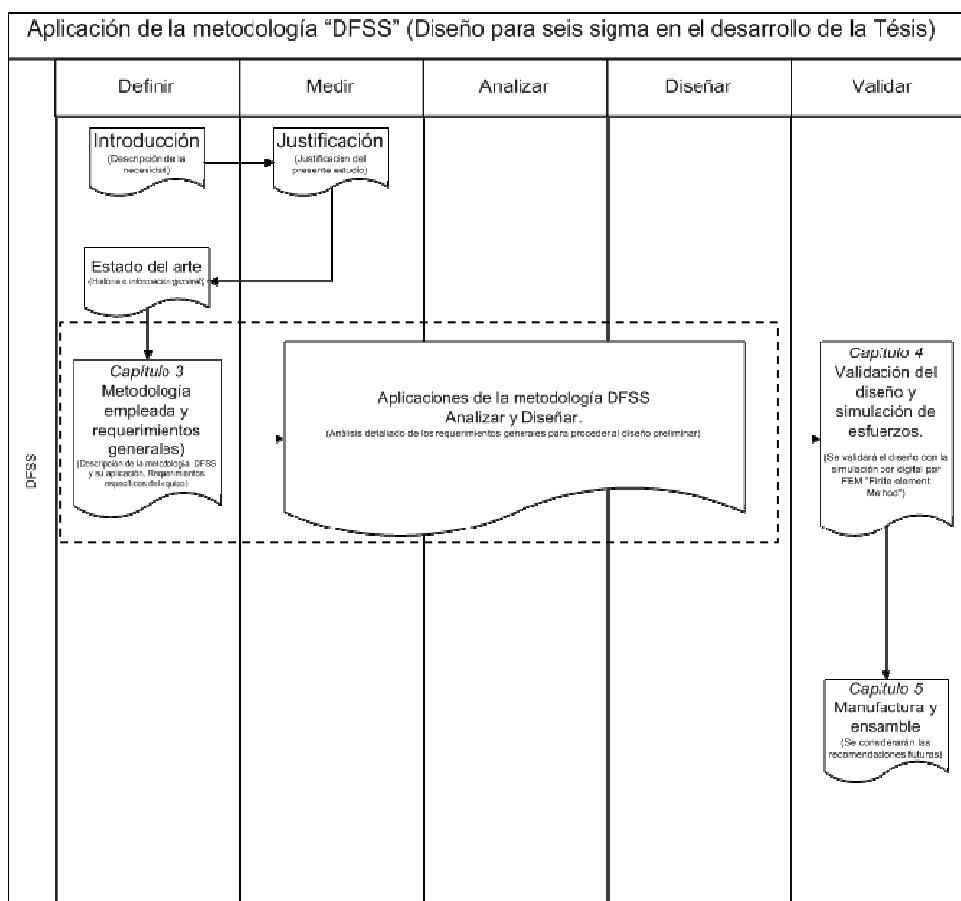 Aplicación de la metodología “DFSS” (Diseño para seis sigma en el desarrollo de la Tésis)
Definir
Medir
Analizar
Diseñar
Validar
DFSS
Introducción
(Descripción de la
necesidad)
Justificación
(Justificacion del
presente estudio)
Estado del arte
(Historia e información general)
Capítulo 3
Metodología
empleada y
requerimientos
generales)
(Descripción de la metodología DFSS
y su aplicación. Requerimientos
específicos del equipo)
Aplicaciones de la metodología DFSS
Analizar y Diseñar.
(Análisis detallado de los requerimientos generales para proceder al diseño preliminar)
Capítulo 4
Validación del
diseño y
simulación de
esfuerzos.
(Se validará el diseño con la
simulación por digital por
FEM "Finite element
Method")
Capítulo 5
Manufactura y
ensamble
(Se considerarán las
recomendaciones futuras)